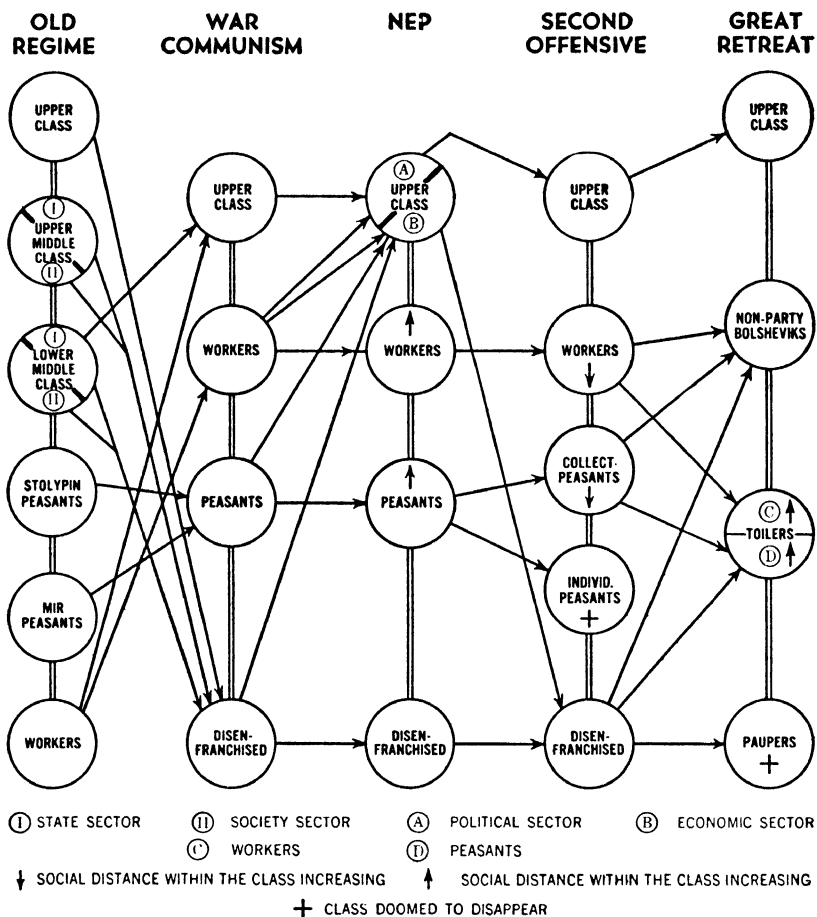 OLD REGIME
WAR COMMUNISM
NEP
SECOND OFFENSIVE
GREAT RETREAT
UPPER CLASS
I
UPPER MIDDLE CLASS
II
I
LOWER MIDDLE CLASS
II
STOLYPIN PEASANTS
MIR PEASANTS
WORKERS
UPPER CLASS
WORKERS
PEASANTS
DISEN-
FRANCHISED
A
UPPER CLASS
B
WORKERS
PEASANTS
DISEN-
FRANCHISED
UPPER CLASS
WORKERS
COLLECT.
PEASANTS
INDIVID.
PEASANTS
DISEN-
FRANCHISED
UPPER CLASS
NON-PARTY
BOLSHEVIKS
C
TOILERS
D
PAUPERS
I STATE SECTOR
II SOCIETY SECTOR
A POLITICAL SECTOR
B ECONOMIC SECTOR
C WORKERS
D PEASANTS
SOCIAL DISTANCE WITHIN THE CLASS INCREASING
SOCIAL DISTANCE WITHIN THE CLASS INCREASING
CLASS DOOMED TO DISAPPEAR